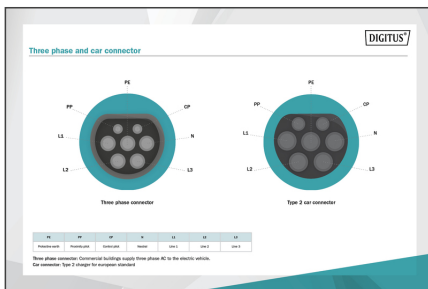 DIGITUS®
Three phase and car connector
PE
PP
CP
L1
N
L2
L3
Three phase connector
PE
PP
CP
L1
N
L2
L3
Type 2 car connector
PE PP CP N L1 L2 L3
Protective earth Proximity pilot Control pilot Neutral Line 1 Line 2 Line 3
Three phase connector: Commercial buildings supply three phase AC to the electric vehicle.
Car connector: Type 2 charger for european standard